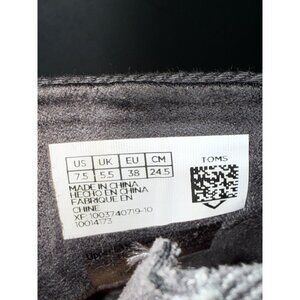 US UK EU CM TOMS
7.5 5.5 38 24.5
MADE IN CHINA
HECHO EN CHINA
FABRIQUE EN
CHINE
XF 1003740719-10
10014173